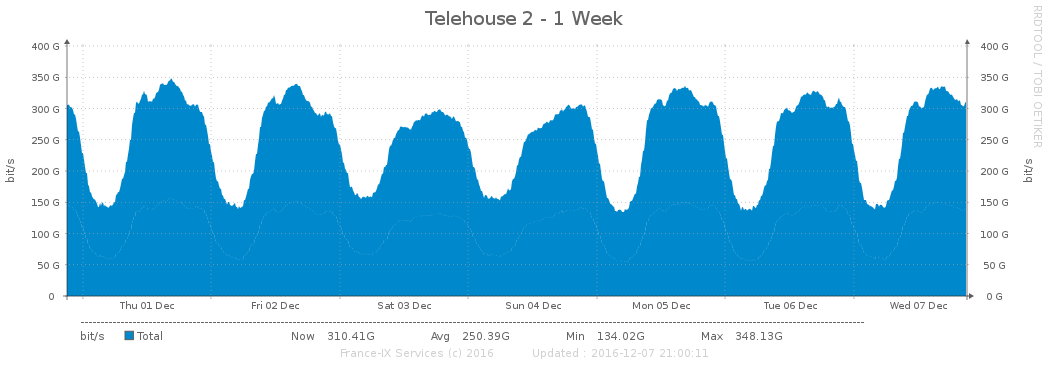 Telehouse 2 - 1 Week
RRDTOOL / TOBI OETIKER
400 G 400 G
350 G 350 G
300 G 300 G
250 G 250 G
200 G 200 G
150 G 150 G
100 G 100 G
50 G 50 G
0 0 G
bit/s
bit/s
Thu 01 Dec Fri 02 Dec Sat 03 Dec Sun 04 Dec Mon 05 Dec Tue 06 Dec Wed 07 Dec
bit/s Total Now 310.41G Avg 250.39G Min 134.02G Max 348.13G
France-IX Services (c) 2016 Updated : 2016-12-07 21:00:11